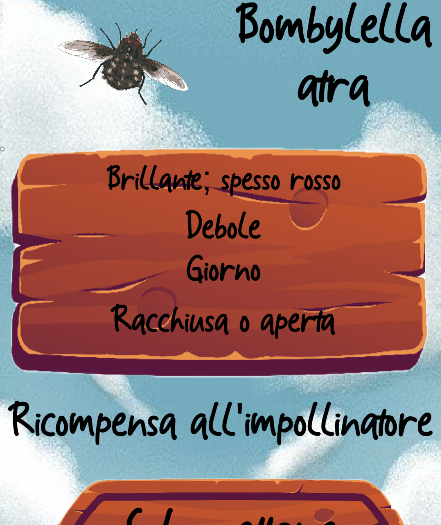 Bombylella
atra
Brillante; spesso rosso
Debole
Giorno
Racchiusa o aperta
Ricompensa all'impollinatore